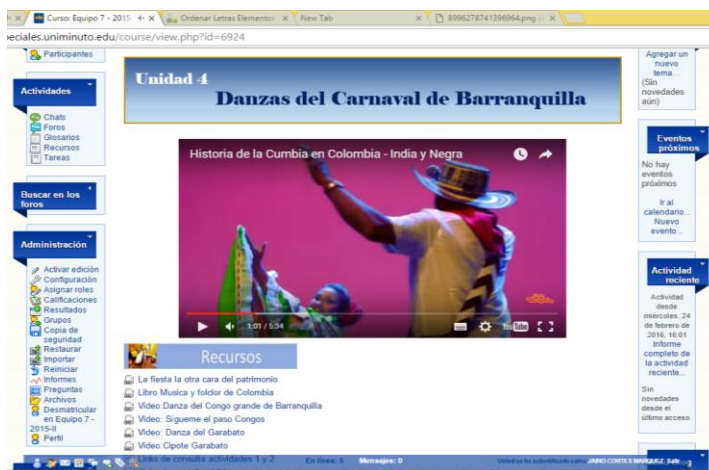 Curso: Equipo 7 - 2015
Ordenar Letras Elementos
New Tab
8996278741396964.png
eciales.uniminuto.edu/course/view.php?id=6924
Participantes
Actividades
Chats
Foros
Glosarios
Recursos
Tareas
Buscar en los
foros
Administración
Activar edición
Configuración
Asignar roles
Calificaciones
Resultados
Grupos
Copia de
seguridad
Restaurar
Importar
Reiniciar
Informes
Preguntas
Archivos
Desmatricular
en Equipo 7 -
2015-II
Perfil
Unidad 4
Danzas del Carnaval de Barranquilla
Historia de la Cumbia en Colombia - India y Negra
1:01 / 5:34
YouTube
Recursos
La fiesta la otra cara del patrimonio
Libro Musica y foldor de Colombia
Video Danza del Congo grande de Barranquilla
Video: Sigueme el paso Congos
Video: Danza del Garabato
Video:Cipote Garabato
Links de consulta actividades 1 y 2
Agregar un
nuevo
tema...
(Sin
novedades
aún)
Eventos
próximos
No hay
eventos
próximos
Ir al
calendario...
Nuevo
evento...
Actividad
reciente
Actividad
desde
miércoles, 24
de febrero de
2016, 16:01
Informe
completo de
la actividad
reciente...
Sin
novedades
desde el
último acceso
En línea: 5
Mensajes: 0
Usted se ha autentificado como JAIRO CORTES MARQUEZ